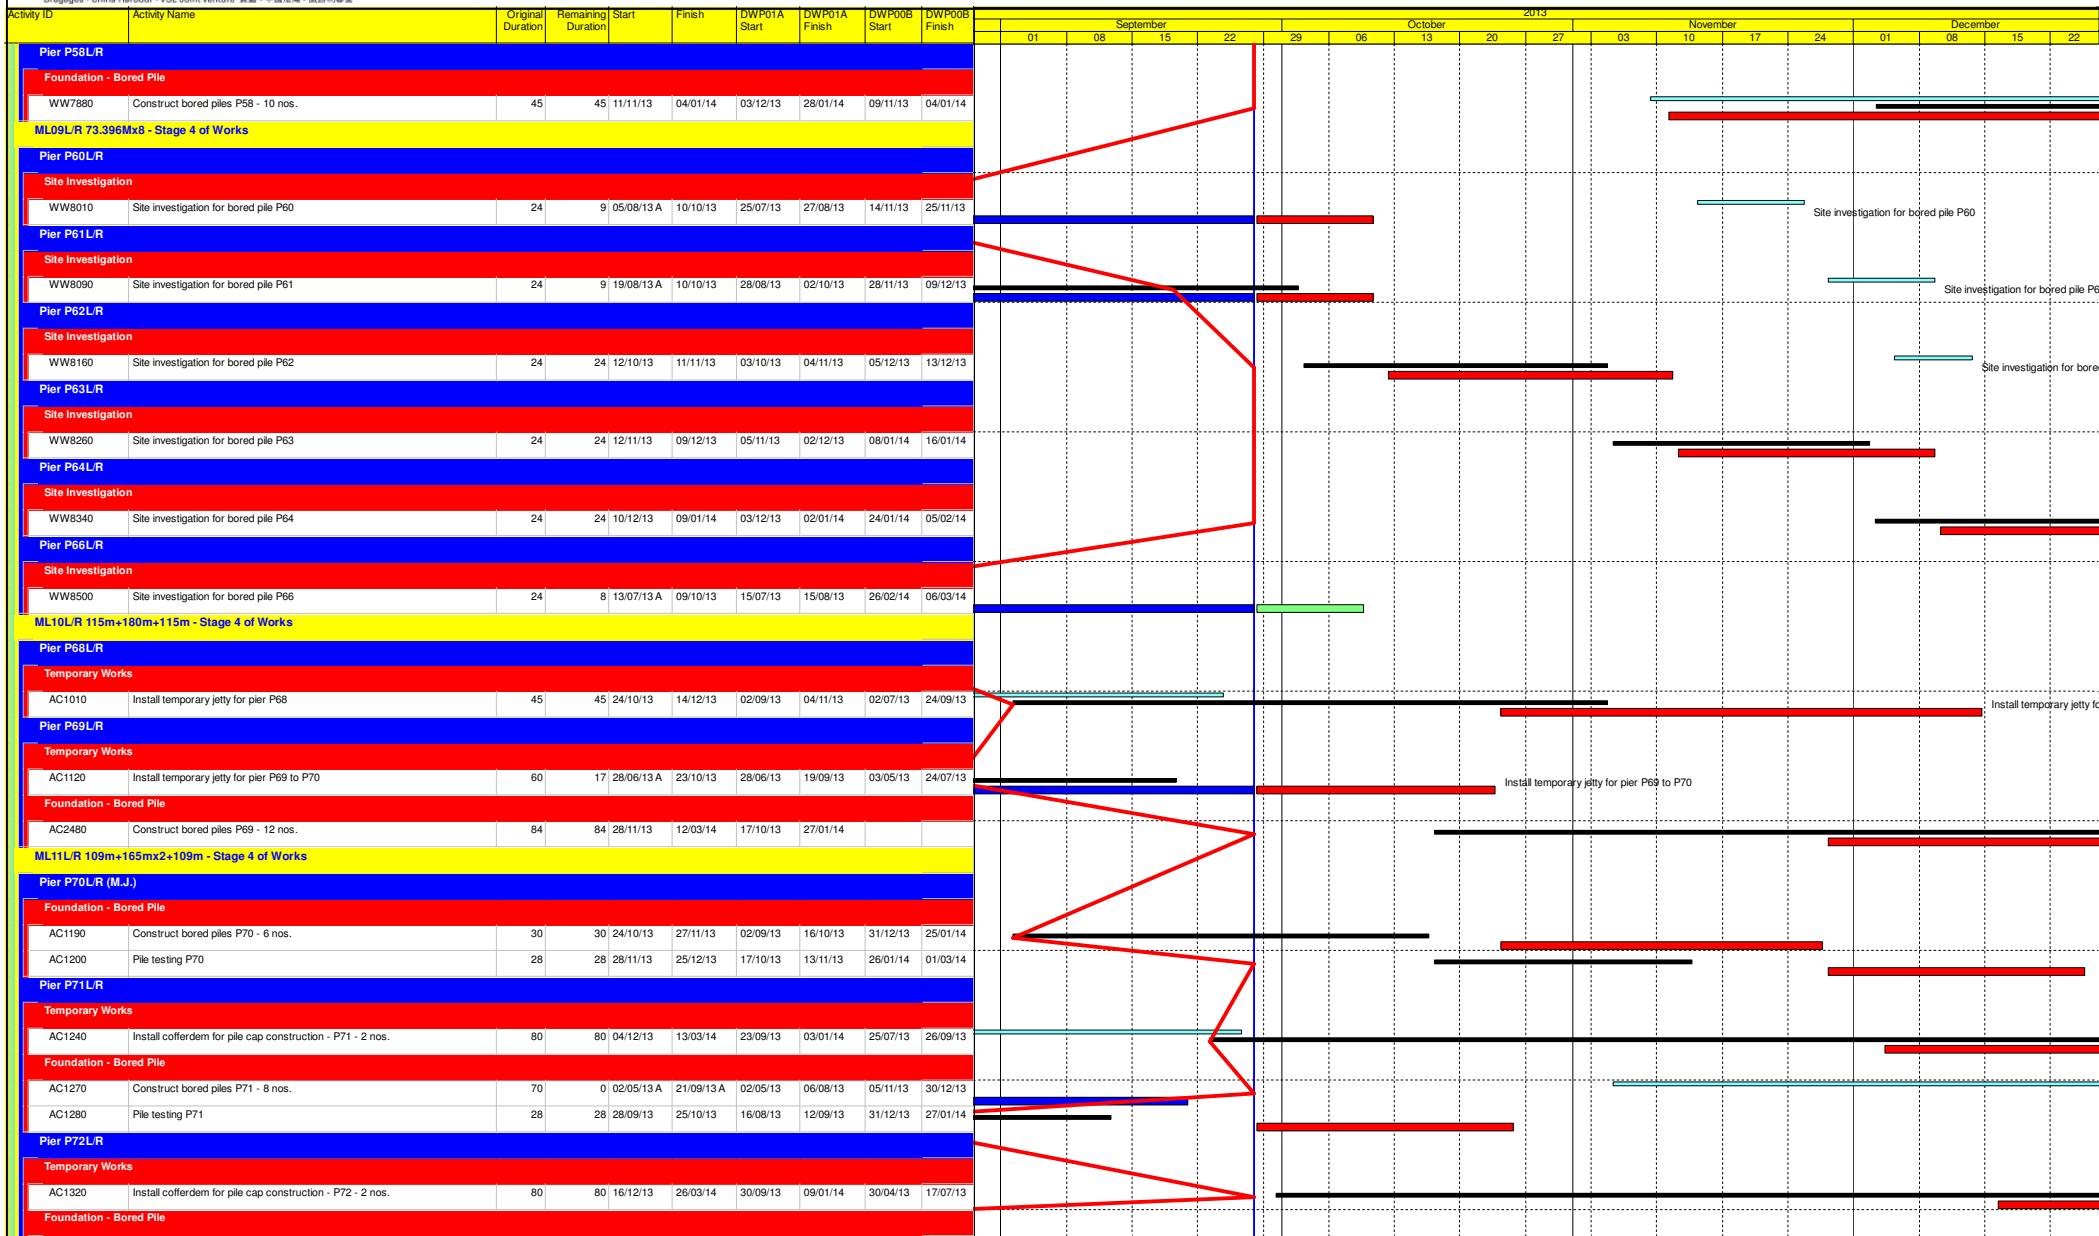 2013
Activity ID Activity Name Original Duration Remaining Duration Start Finish DWP01A Start DWP01A Finish DWP00B Start DWP00B Finish
September October November December
01 08 15 22 29 06 13 20 27 03 10 17 24 01 08 15 22
Pier P58L/R
Foundation - Bored Pile
WW7880 Construct bored piles P58 - 10 nos. 45 45 11/11/13 04/01/14 03/12/13 28/01/14 09/11/13 04/01/14
ML09L/R 73.396Mx8 - Stage 4 of Works
Pier P60L/R
Site Investigation
WW8010 Site investigation for bored pile P60 24 9 05/08/13 A 10/10/13 25/07/13 27/08/13 14/11/13 25/11/13
Site investigation for bored pile P60
Pier P61L/R
Site Investigation
WW8090 Site investigation for bored pile P61 24 9 19/08/13 A 10/10/13 28/08/13 02/10/13 28/11/13 09/12/13
Site investigation for bored pile P6
Pier P62L/R
Site Investigation
WW8160 Site investigation for bored pile P62 24 24 12/10/13 11/11/13 03/10/13 04/11/13 05/12/13 13/12/13
Site investigation for bore
Pier P63L/R
Site Investigation
WW8260 Site investigation for bored pile P63 24 24 12/11/13 09/12/13 05/11/13 02/12/13 08/01/14 16/01/14
Pier P64L/R
Site Investigation
WW8340 Site investigation for bored pile P64 24 24 10/12/13 09/01/14 03/12/13 02/01/14 24/01/14 05/02/14
Pier P66L/R
Site Investigation
WW8500 Site investigation for bored pile P66 24 8 13/07/13 A 09/10/13 15/07/13 15/08/13 26/02/14 06/03/14
ML10L/R 115m+180m+115m - Stage 4 of Works
Pier P68L/R
Temporary Works
AC1010 Install temporary jetty for pier P68 45 45 24/10/13 14/12/13 02/09/13 04/11/13 02/07/13 24/09/13
Install temporary jetty fo
Pier P69L/R
Temporary Works
AC1120 Install temporary jetty for pier P69 to P70 60 17 28/06/13 A 23/10/13 28/06/13 19/09/13 03/05/13 24/07/13
Install temporary jetty for pier P69 to P70
Foundation - Bored Pile
AC2480 Construct bored piles P69 - 12 nos. 84 84 28/11/13 12/03/14 17/10/13 27/01/14
ML11L/R 109m+165mx2+109m - Stage 4 of Works
Pier P70L/R (M.J.)
Foundation - Bored Pile
AC1190 Construct bored piles P70 - 6 nos. 30 30 24/10/13 27/11/13 02/09/13 16/10/13 31/12/13 25/01/14
AC1200 Pile testing P70 28 28 28/11/13 25/12/13 17/10/13 13/11/13 26/01/14 01/03/14
Pier P71L/R
Temporary Works
AC1240 Install cofferdem for pile cap construction - P71 - 2 nos. 80 80 04/12/13 13/03/14 23/09/13 03/01/14 25/07/13 26/09/13
Foundation - Bored Pile
AC1270 Construct bored piles P71 - 8 nos. 70 0 02/05/13 A 21/09/13 A 02/05/13 06/08/13 05/11/13 30/12/13
AC1280 Pile testing P71 28 28 28/09/13 25/10/13 16/08/13 12/09/13 31/12/13 27/01/14
Pier P72L/R
Temporary Works
AC1320 Install cofferdem for pile cap construction - P72 - 2 nos. 80 80 16/12/13 26/03/14 30/09/13 09/01/14 30/04/13 17/07/13
Foundation - Bored Pile